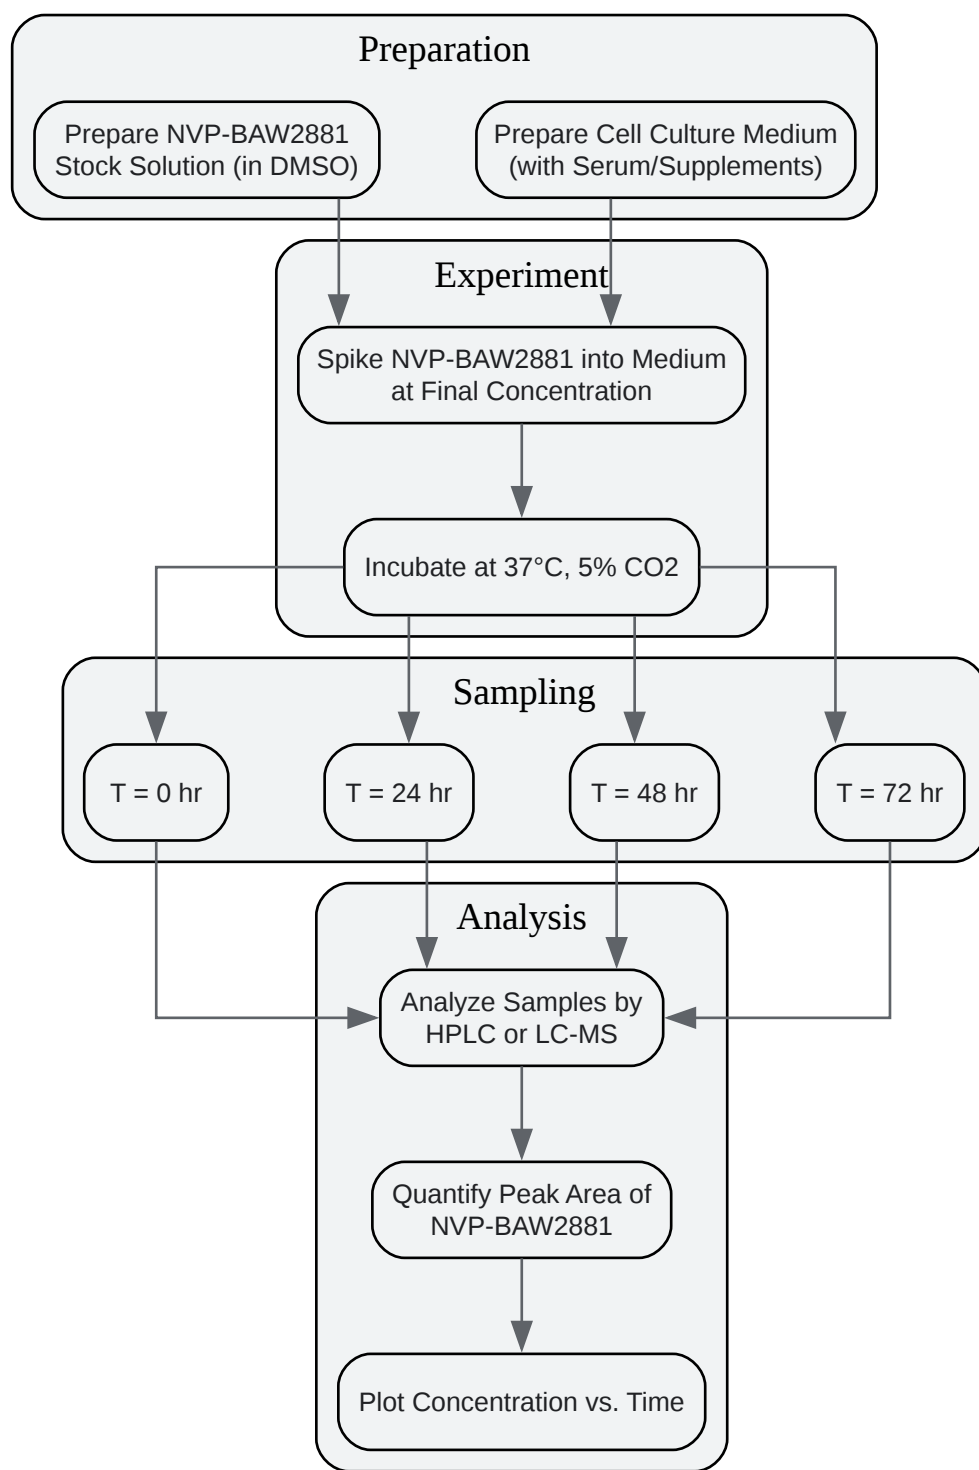 Preparation
Prepare NVP-BAW2881
Stock Solution (in DMSO)
Prepare Cell Culture Medium
(with Serum/Supplements)
Experiment
Spike NVP-BAW2881 into Medium
at Final Concentration
Incubate at 37°C, 5% CO2
Sampling
T = 0 hr
T = 24 hr
T = 48 hr
T = 72 hr
Analysis
Analyze Samples by
HPLC or LC-MS
Quantify Peak Area of
NVP-BAW2881
Plot Concentration vs. Time